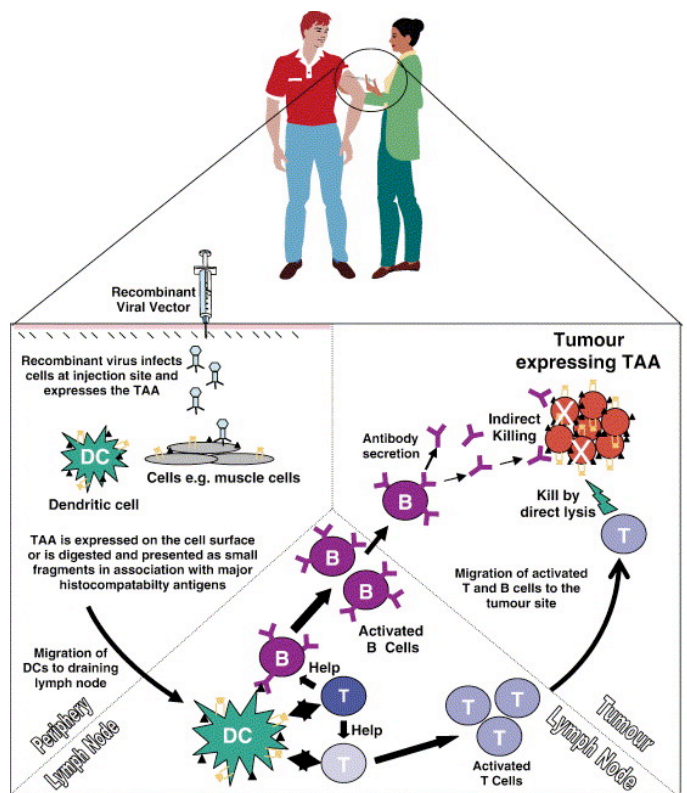 Recombinant
Viral Vector
Recombinant virus infects
cells at injection site and
expresses the TAA
DC
Dendritic cell
Cells e.g. muscle cells
TAA is expressed on the cell surface
or is digested and presented as small
fragments in association with major
histocompatabilty antigens
Migration of
DCs to draining
lymph node
Periphery
Lymph Node
DC
B
Help
T
Help
T
B
B
Activated
B Cells
B
Antibody
secretion
Tumour
expressing TAA
Indirect
Killing
X
X
Kill by
direct lysis
T
Migration of activated
T and B cells to the
tumour site
T
T
T
Activated
T Cells
Tumour
Lymph Node